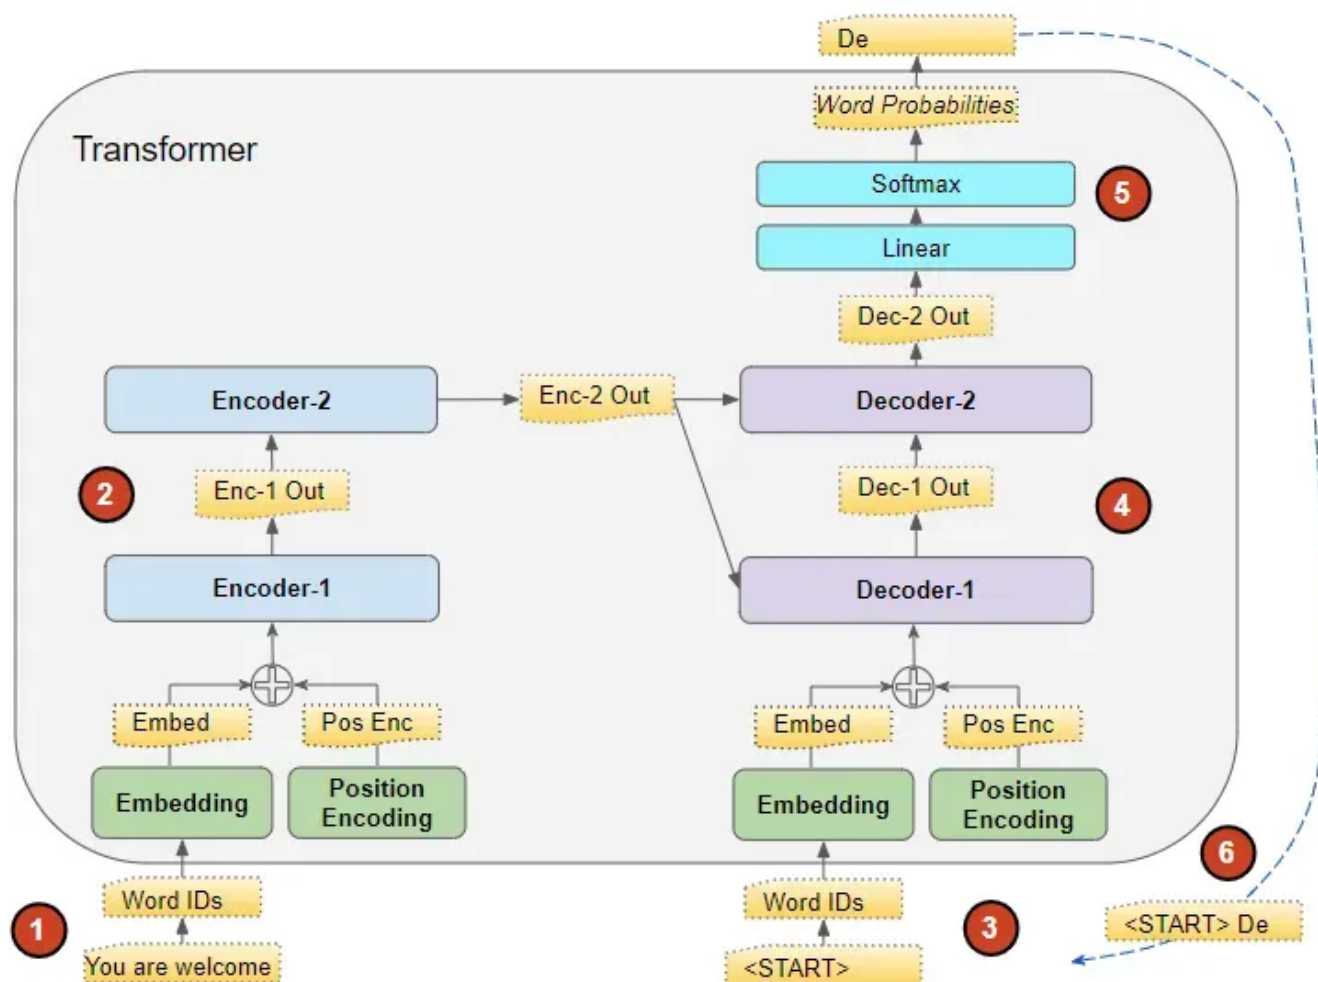 De
Word Probabilities
Transformer
Softmax
5
Linear
Dec-2 Out
Encoder-2
Enc-2 Out
Decoder-2
2
Enc-1 Out
Dec-1 Out
4
Encoder-1
Decoder-1
Embed
Pos Enc
Embed
Pos Enc
Embedding
Position
Encoding
Embedding
Position
Encoding
6
1
Word IDs
Word IDs
3
<START> De
You are welcome
<START>